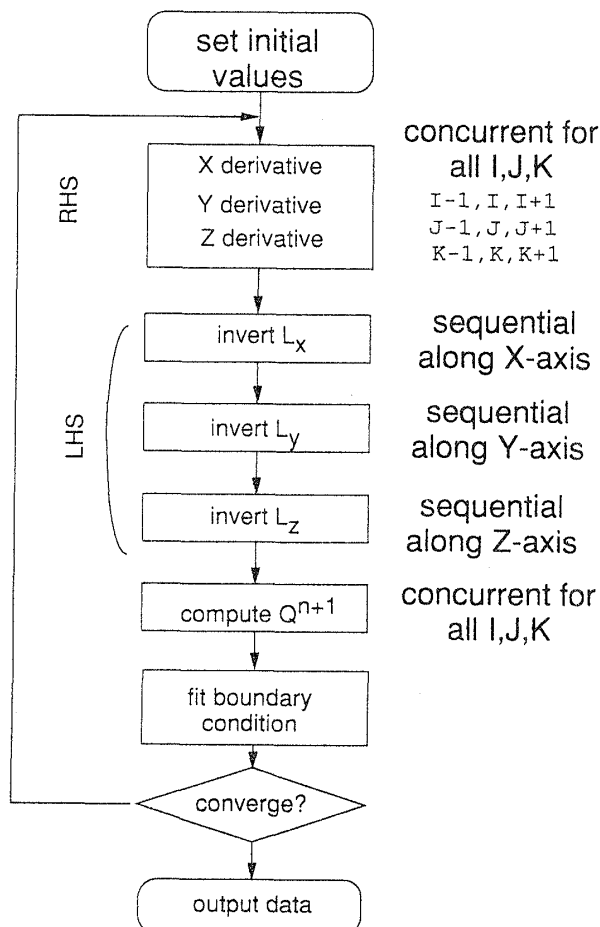 set initial
values
RHS
X derivative
Y derivative
Z derivative
concurrent for
all I,J,K
I-1, I, I+1
J-1, J, J+1
K-1, K, K+1
LHS
invert Lx
sequential
along X-axis
invert Ly
sequential
along Y-axis
invert Lz
sequential
along Z-axis
compute Q^n+1
concurrent for
all I,J,K
fit boundary
condition
converge?
output data